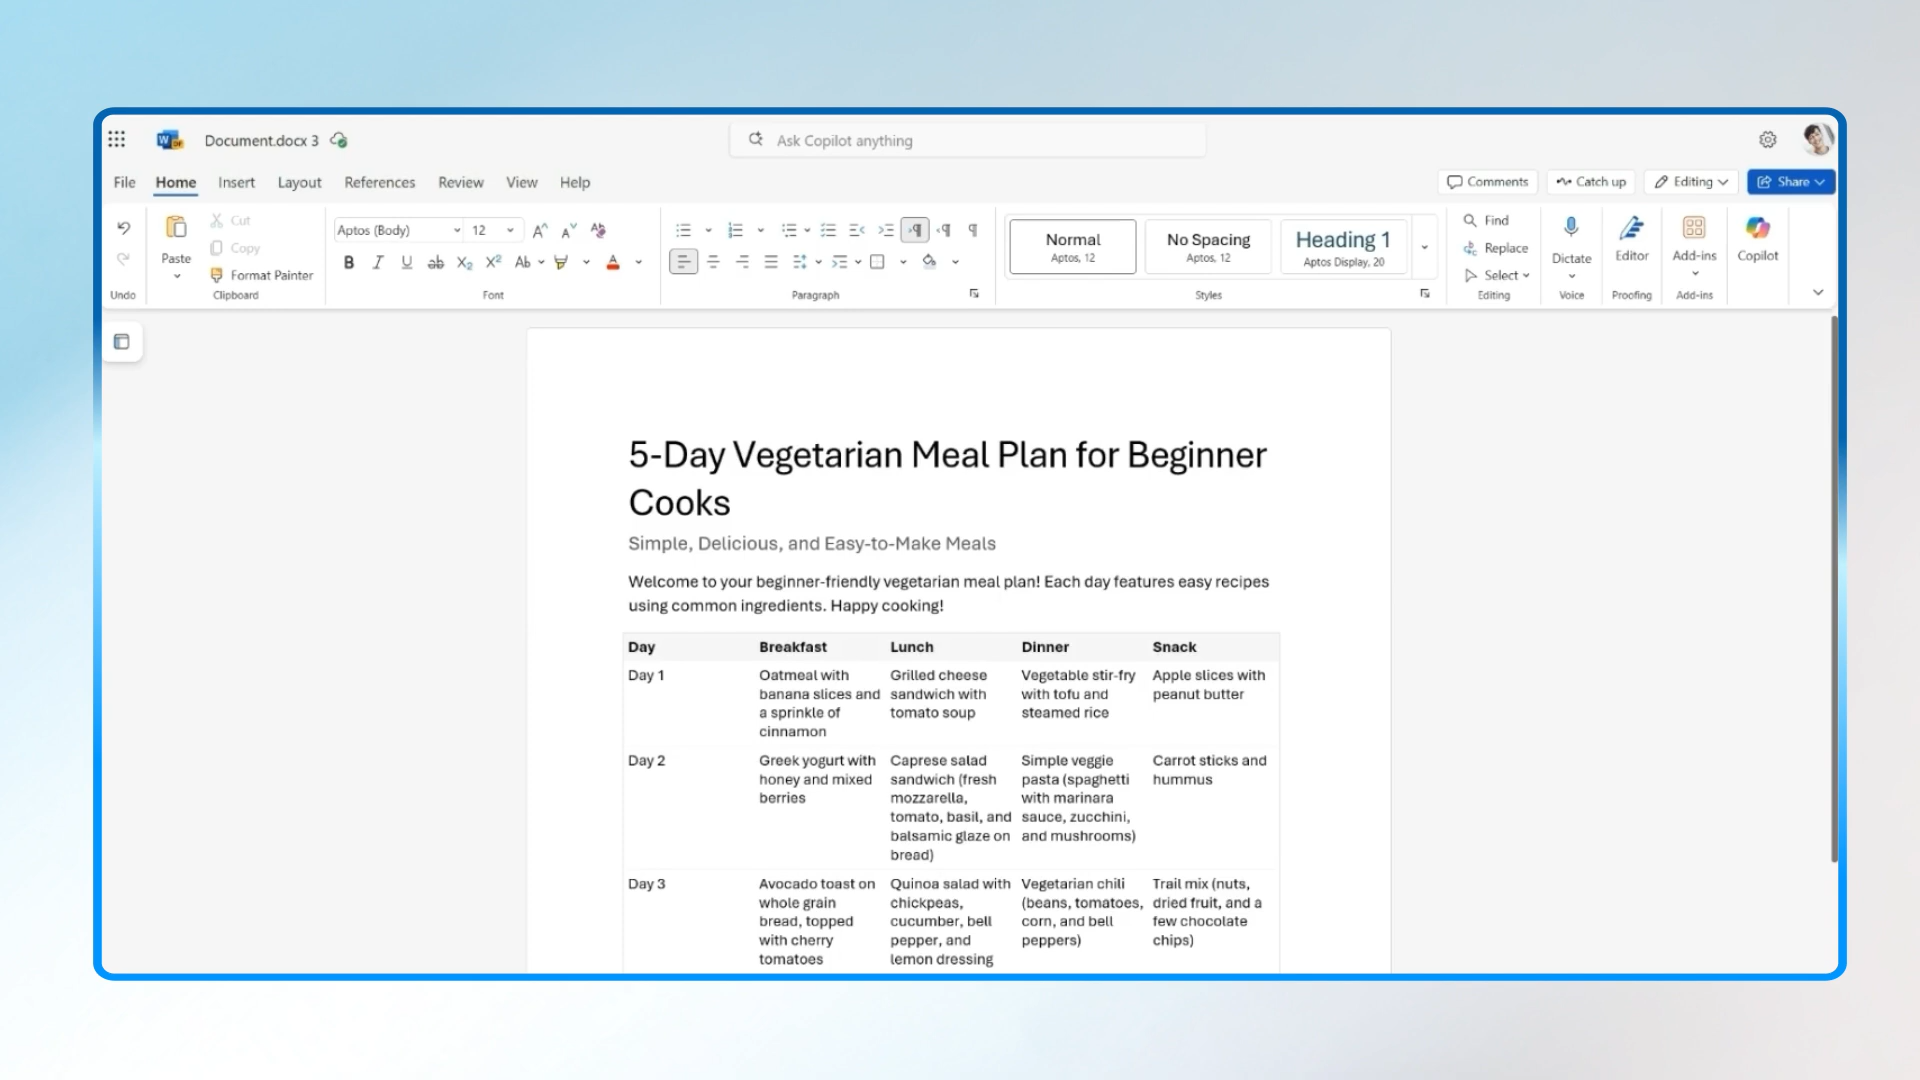 Document.docx 3
Ask Copilot anything
File Home Insert Layout References Review View Help
Comments Catch up Editing Share
Undo
Paste
Cut
Copy
Format Painter
Clipboard
Aptos (Body) 12
Font
Paragraph
Normal
Aptos, 12
No Spacing
Aptos, 12
Heading 1
Aptos Display, 20
Styles
Find
Replace
Select
Editing
Dictate
Voice
Editor
Proofing
Add-ins
Add-ins
Copilot
5-Day Vegetarian Meal Plan for Beginner
Cooks
Simple, Delicious, and Easy-to-Make Meals
Welcome to your beginner-friendly vegetarian meal plan! Each day features easy recipes
using common ingredients. Happy cooking!
Day Breakfast Lunch Dinner Snack
Day 1
Oatmeal with
banana slices and
a sprinkle of
cinnamon
Grilled cheese
sandwich with
tomato soup
Vegetable stir-fry
with tofu and
steamed rice
Apple slices with
peanut butter
Day 2
Greek yogurt with
honey and mixed
berries
Caprese salad
sandwich (fresh
mozzarella,
tomato, basil, and
balsamic glaze on
bread)
Simple veggie
pasta (spaghetti
with marinara
sauce, zucchini,
and mushrooms)
Carrot sticks and
hummus
Day 3
Avocado toast on
whole grain
bread, topped
with cherry
tomatoes
Quinoa salad with
chickpeas,
cucumber, bell
pepper, and
lemon dressing
Vegetarian chili
(beans, tomatoes,
corn, and bell
peppers)
Trail mix (nuts,
dried fruit, and a
few chocolate
chips)